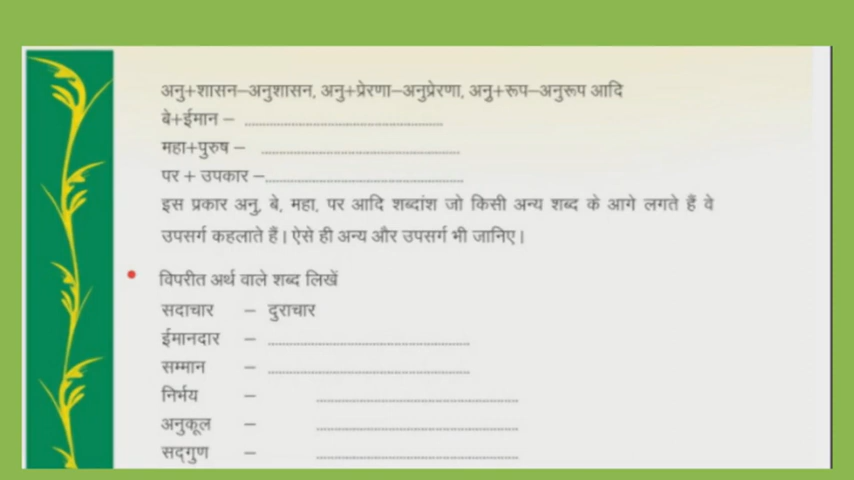 अनु+शासन–अनुशासन, अनु+प्रेरणा–अनुप्रेरणा, अनु+रूप–अनुरूप आदि
बे+ईमान – ........................................
महा+पुरुष – ........................................
पर + उपकार –........................................
इस प्रकार अनु, बे, महा, पर आदि शब्दांश जो किसी अन्य शब्द के आगे लगते हैं वे
उपसर्ग कहलाते हैं। ऐसे ही अन्य और उपसर्ग भी जानिए।
• विपरीत अर्थ वाले शब्द लिखें
सदाचार – दुराचार
ईमानदार – ........................................
सम्मान – ........................................
निर्भय – ........................................
अनुकूल – ........................................
सद्गुण – ........................................